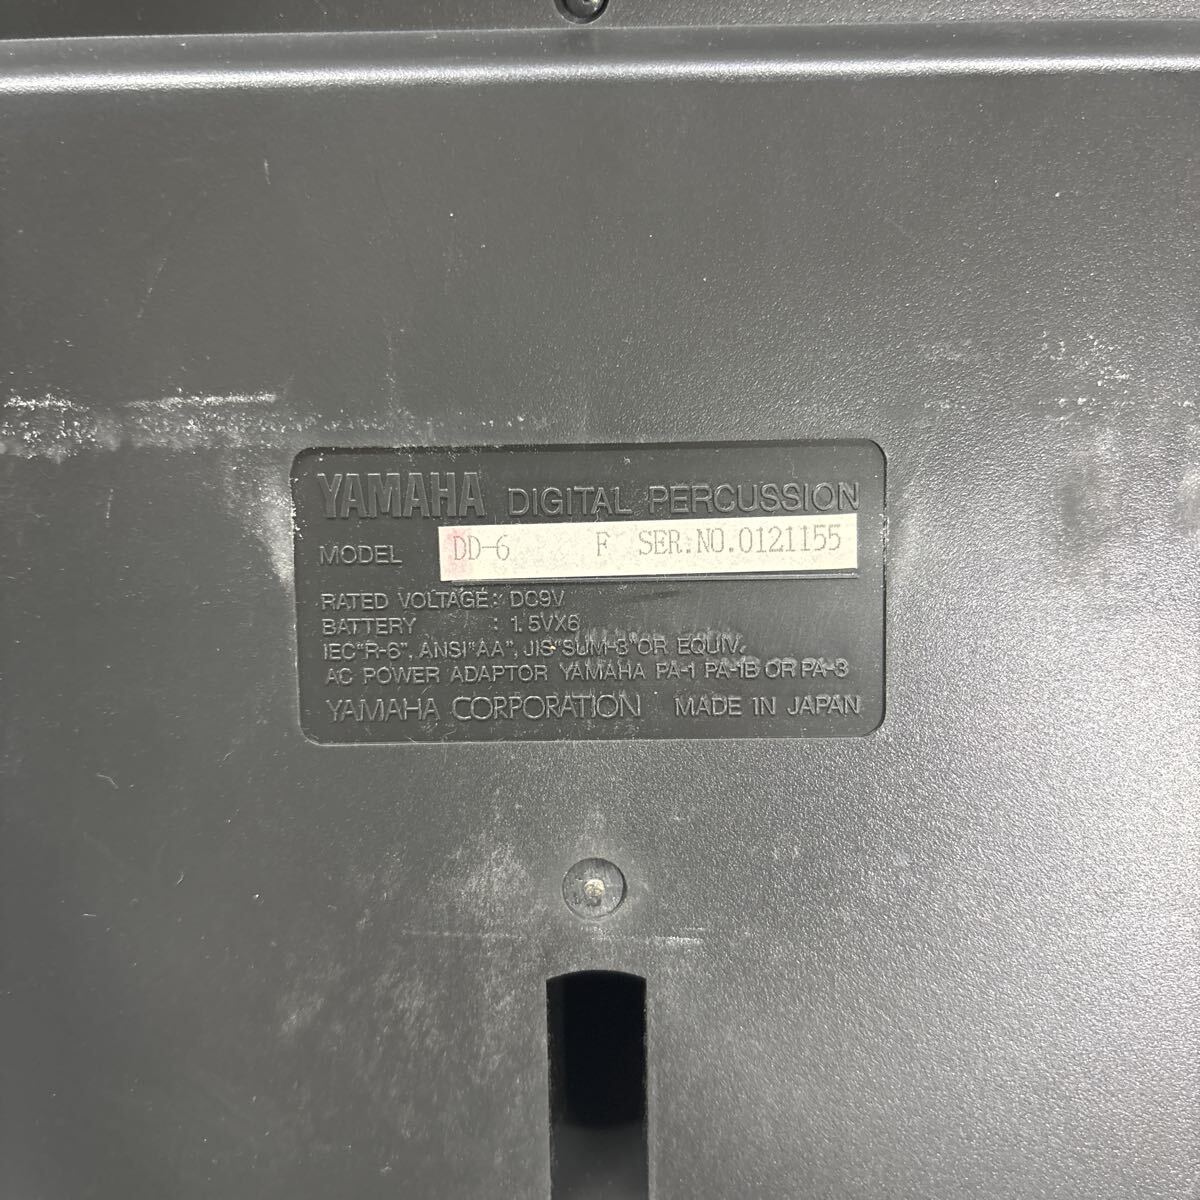 YAMAHA DIGITAL PERCUSSION
MODEL DD-6 F SER.NO.0121155
RATED VOLTAGE: DC9V
BATTERY : 1.5VX6
IEC"R-6", ANSI"AA", JIS"SUM-3"OR EQUIV.
AC POWER ADAPTOR YAMAHA PA-1 PA-1B OR PA-3
YAMAHA CORPORATION MADE IN JAPAN